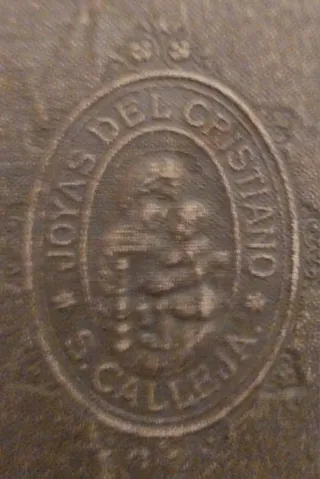 JOYAS DEL CRISTIANO
S. CALLEJA.